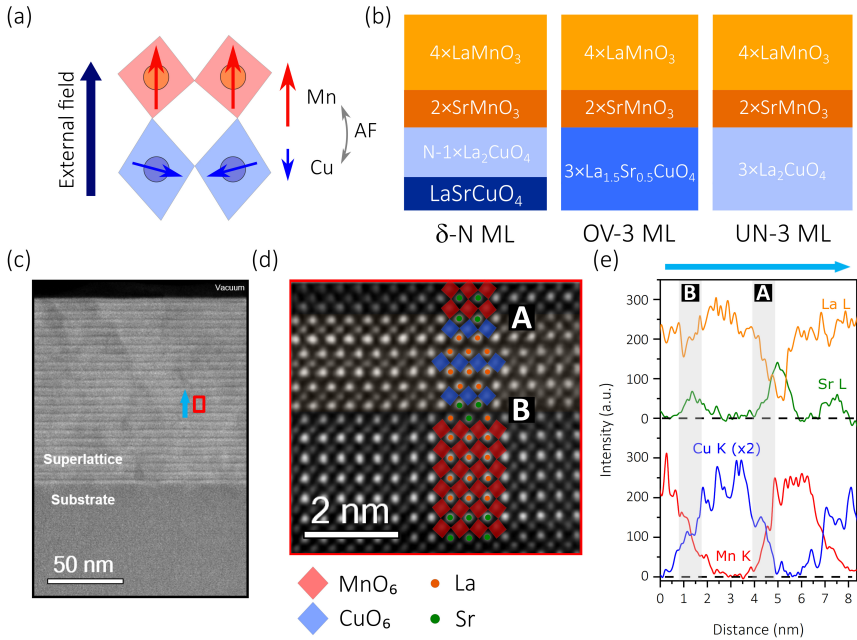 (a)
External field
Mn
AF
Cu
(b)
4×LaMnO₃
2×SrMnO₃
N-1×La₂CuO₄
LaSrCuO₄
δ-N ML
4×LaMnO₃
2×SrMnO₃
3×La₁.₅Sr₀.₅CuO₄
OV-3 ML
4×LaMnO₃
2×SrMnO₃
3×La₂CuO₄
UN-3 ML
(c)
Vacuum
Superlattice
Substrate
50 nm
(d)
A
B
2 nm
MnO₆
La
CuO₆
Sr
(e)
B
A
La L
Sr L
Cu K (x2)
Mn K
Intensity (a.u.)
300
200
100
0
300
200
100
0
0 1 2 3 4 5 6 7 8
Distance (nm)